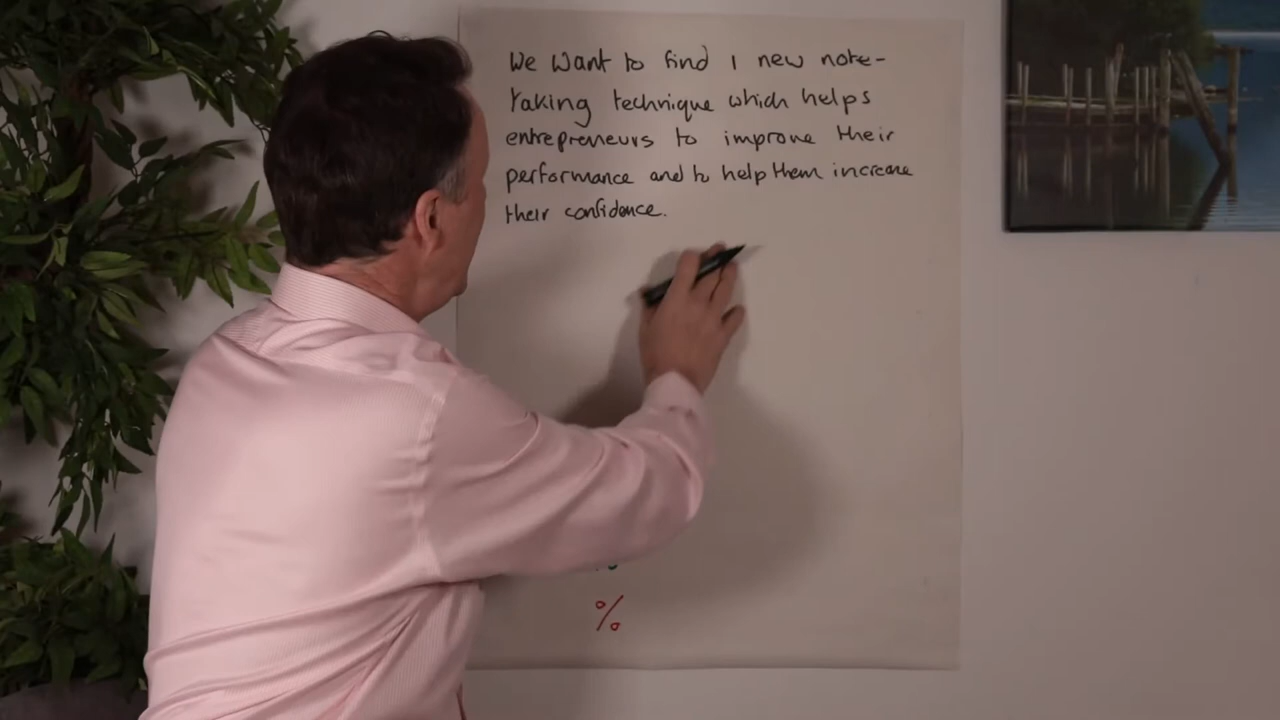 We want to find 1 new note-
taking technique which helps
entrepreneurs to improve their
performance and to help them increase
their confidence.
%